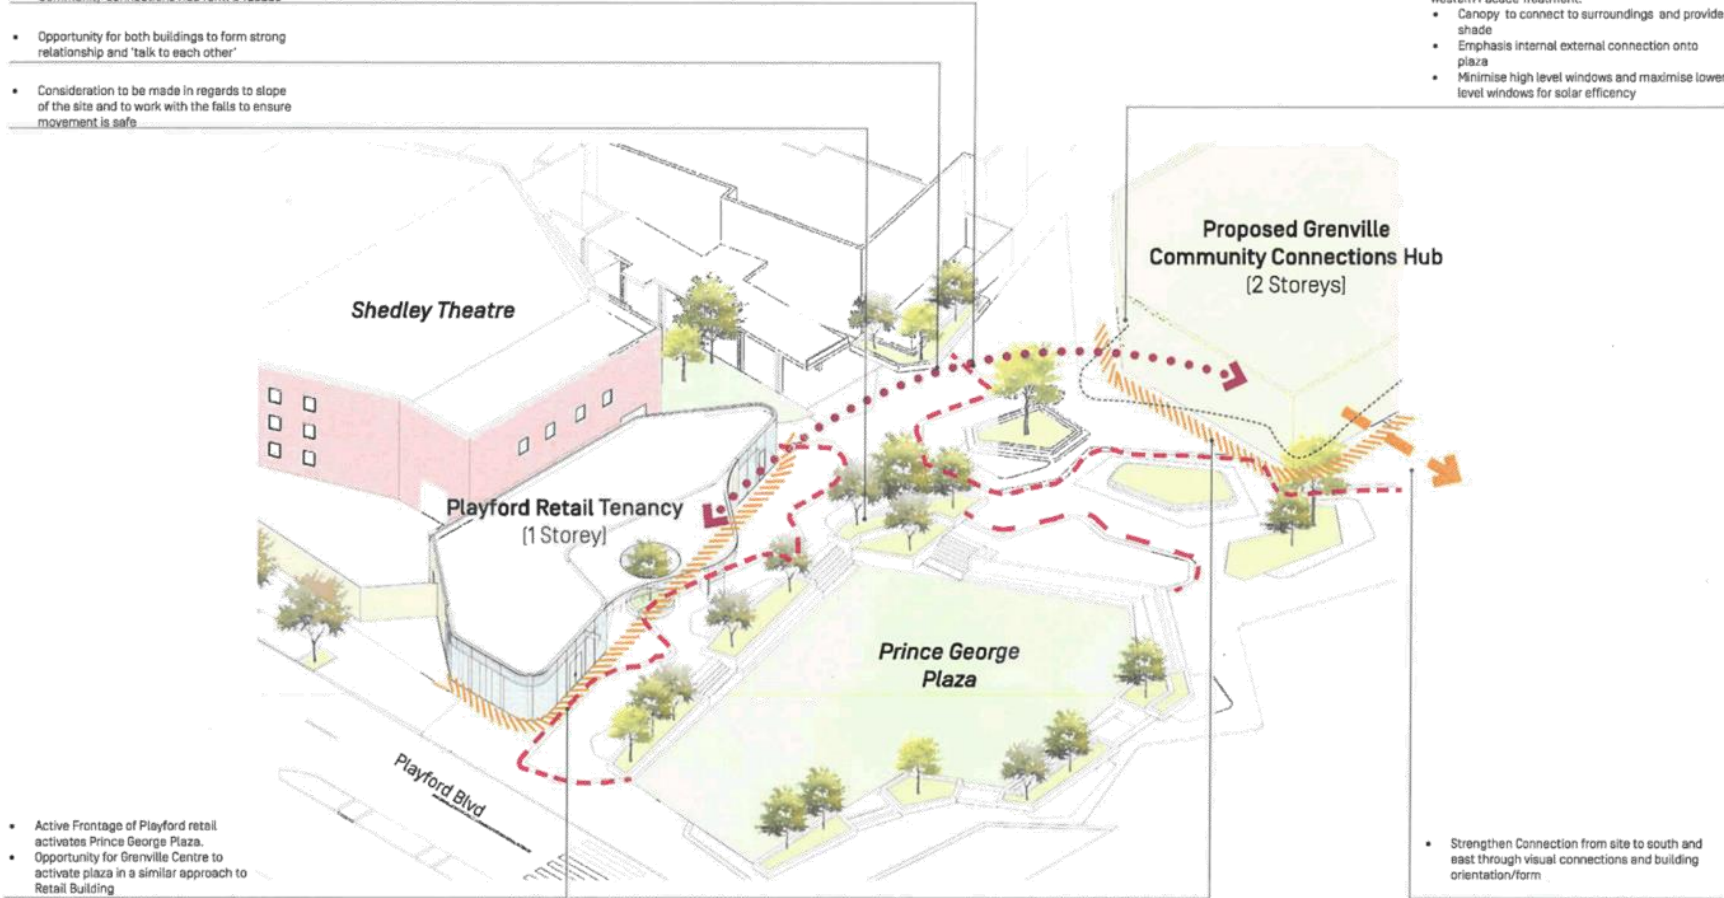 • Opportunity for both buildings to form strong
relationship and 'talk to each other'
• Consideration to be made in regards to slope
of the site and to work with the falls to ensure
movement is safe
• Canopy to connect to surroundings and provide
shade
• Emphasis internal external connection onto
plaza
• Minimise high level windows and maximise lower
level windows for solar efficency
Proposed Grenville
Community Connections Hub
(2 Storeys)
Shedley Theatre
Playford Retail Tenancy
(1 Storey)
Prince George
Plaza
Playford Blvd
• Active Frontage of Playford retail
activates Prince George Plaza.
• Opportunity for Grenville Centre to
activate plaza in a similar approach to
Retail Building
• Strengthen Connection from site to south and
east through visual connections and building
orientation/form